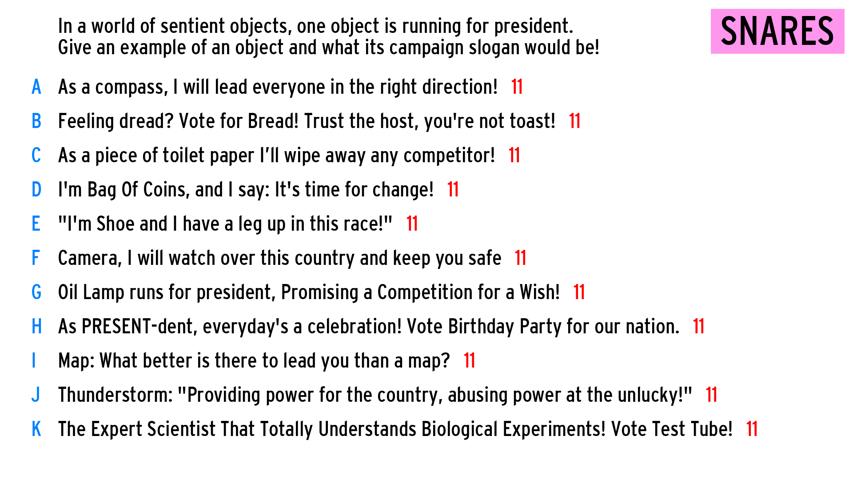 In a world of sentient objects, one object is running for president.
Give an example of an object and what its campaign slogan would be!
SNARES
A As a compass, I will lead everyone in the right direction! 11
B Feeling dread? Vote for Bread! Trust the host, you're not toast! 11
C As a piece of toilet paper I'll wipe away any competitor! 11
D I'm Bag Of Coins, and I say: It's time for change! 11
E "I'm Shoe and I have a leg up in this race!" 11
F Camera, I will watch over this country and keep you safe 11
G Oil Lamp runs for president, Promising a Competition for a Wish! 11
H As PRESENT-dent, everyday's a celebration! Vote Birthday Party for our nation. 11
I Map: What better is there to lead you than a map? 11
J Thunderstorm: "Providing power for the country, abusing power at the unlucky!" 11
K The Expert Scientist That Totally Understands Biological Experiments! Vote Test Tube! 11